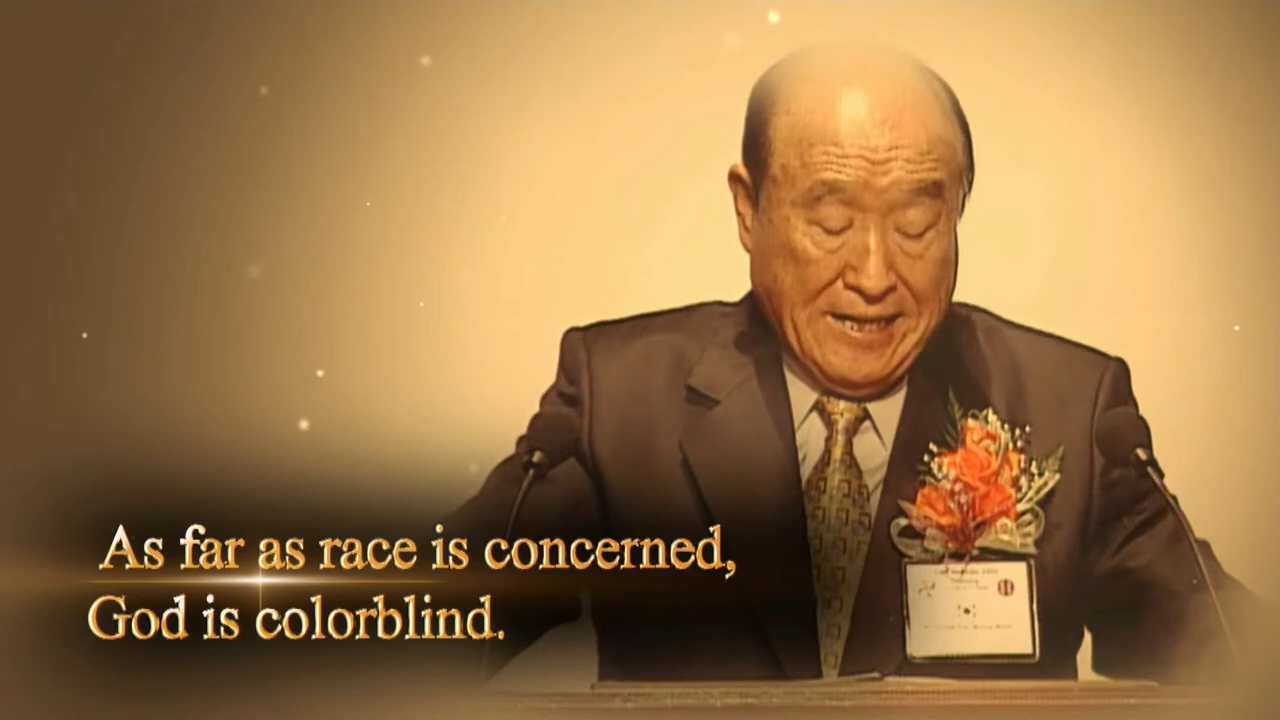 As far as race is concerned,
God is colorblind.